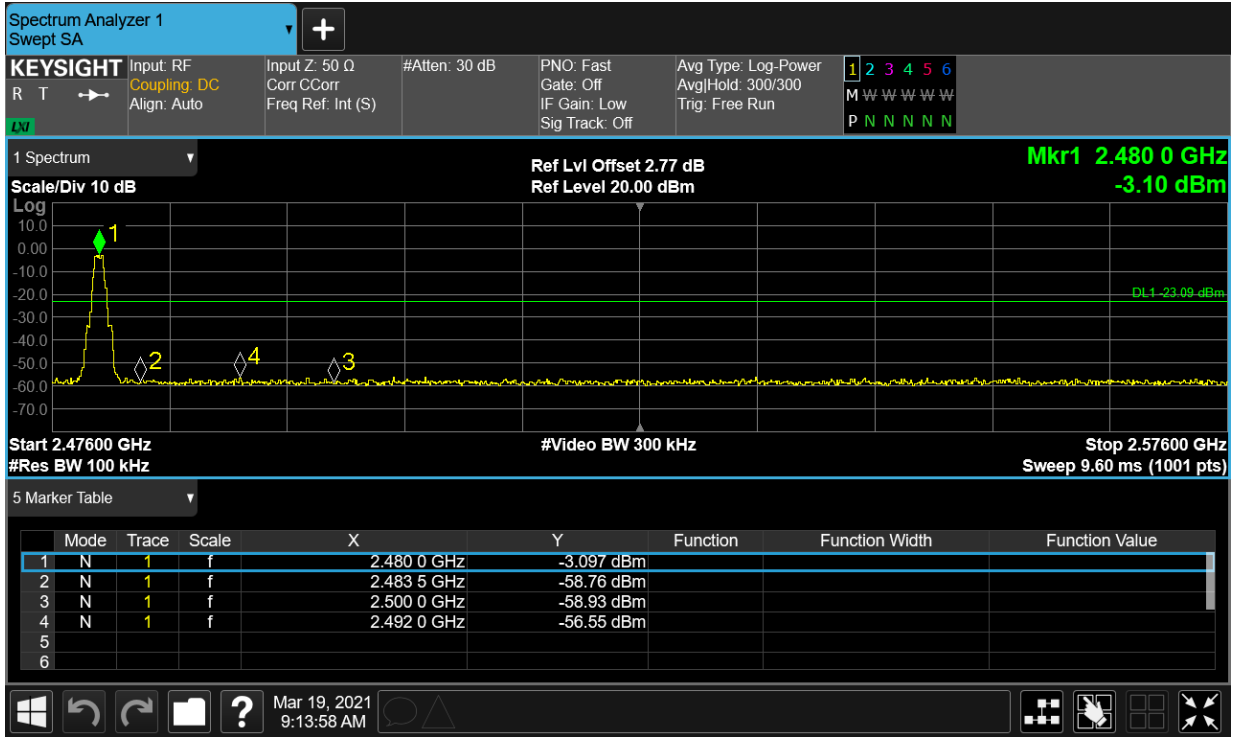 Spectrum Analyzer 1
Swept SA
KEYSIGHT
R T
LXI
Input: RF
Coupling: DC
Align: Auto
Input Z: 50 Ω
Corr CCorr
Freq Ref: Int (S)
#Atten: 30 dB
PNO: Fast
Gate: Off
IF Gain: Low
Sig Track: Off
Avg Type: Log-Power
Avg|Hold: 300/300
Trig: Free Run
1 2 3 4 5 6
M W W W W W
P N N N N N
1 Spectrum
Scale/Div 10 dB
Ref Lvl Offset 2.77 dB
Ref Level 20.00 dBm
Mkr1 2.480 0 GHz
-3.10 dBm
Log
10.0
0.00
-10.0
-20.0
-30.0
-40.0
-50.0
-60.0
-70.0
1
2
4
3
DL1 -23.09 dBm
Start 2.47600 GHz
#Res BW 100 kHz
#Video BW 300 kHz
Stop 2.57600 GHz
Sweep 9.60 ms (1001 pts)
5 Marker Table
Mode Trace Scale X Y Function Function Width Function Value
1 N 1 f 2.480 0 GHz -3.097 dBm
2 N 1 f 2.483 5 GHz -58.76 dBm
3 N 1 f 2.500 0 GHz -58.93 dBm
4 N 1 f 2.492 0 GHz -56.55 dBm
5
6
?
Mar 19, 2021
9:13:58 AM